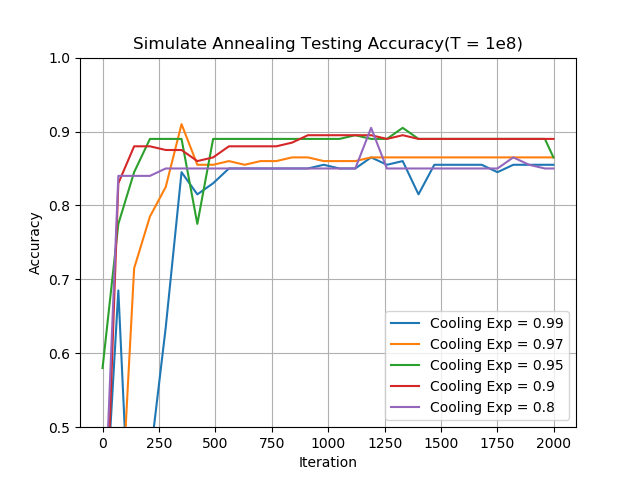 Simulate Annealing Testing Accuracy(T = 1e8)
1.0
0.9
0.8
0.7
0.6
0.5
Accuracy
Cooling Exp = 0.99
Cooling Exp = 0.97
Cooling Exp = 0.95
Cooling Exp = 0.9
Cooling Exp = 0.8
0 250 500 750 1000 1250 1500 1750 2000
Iteration